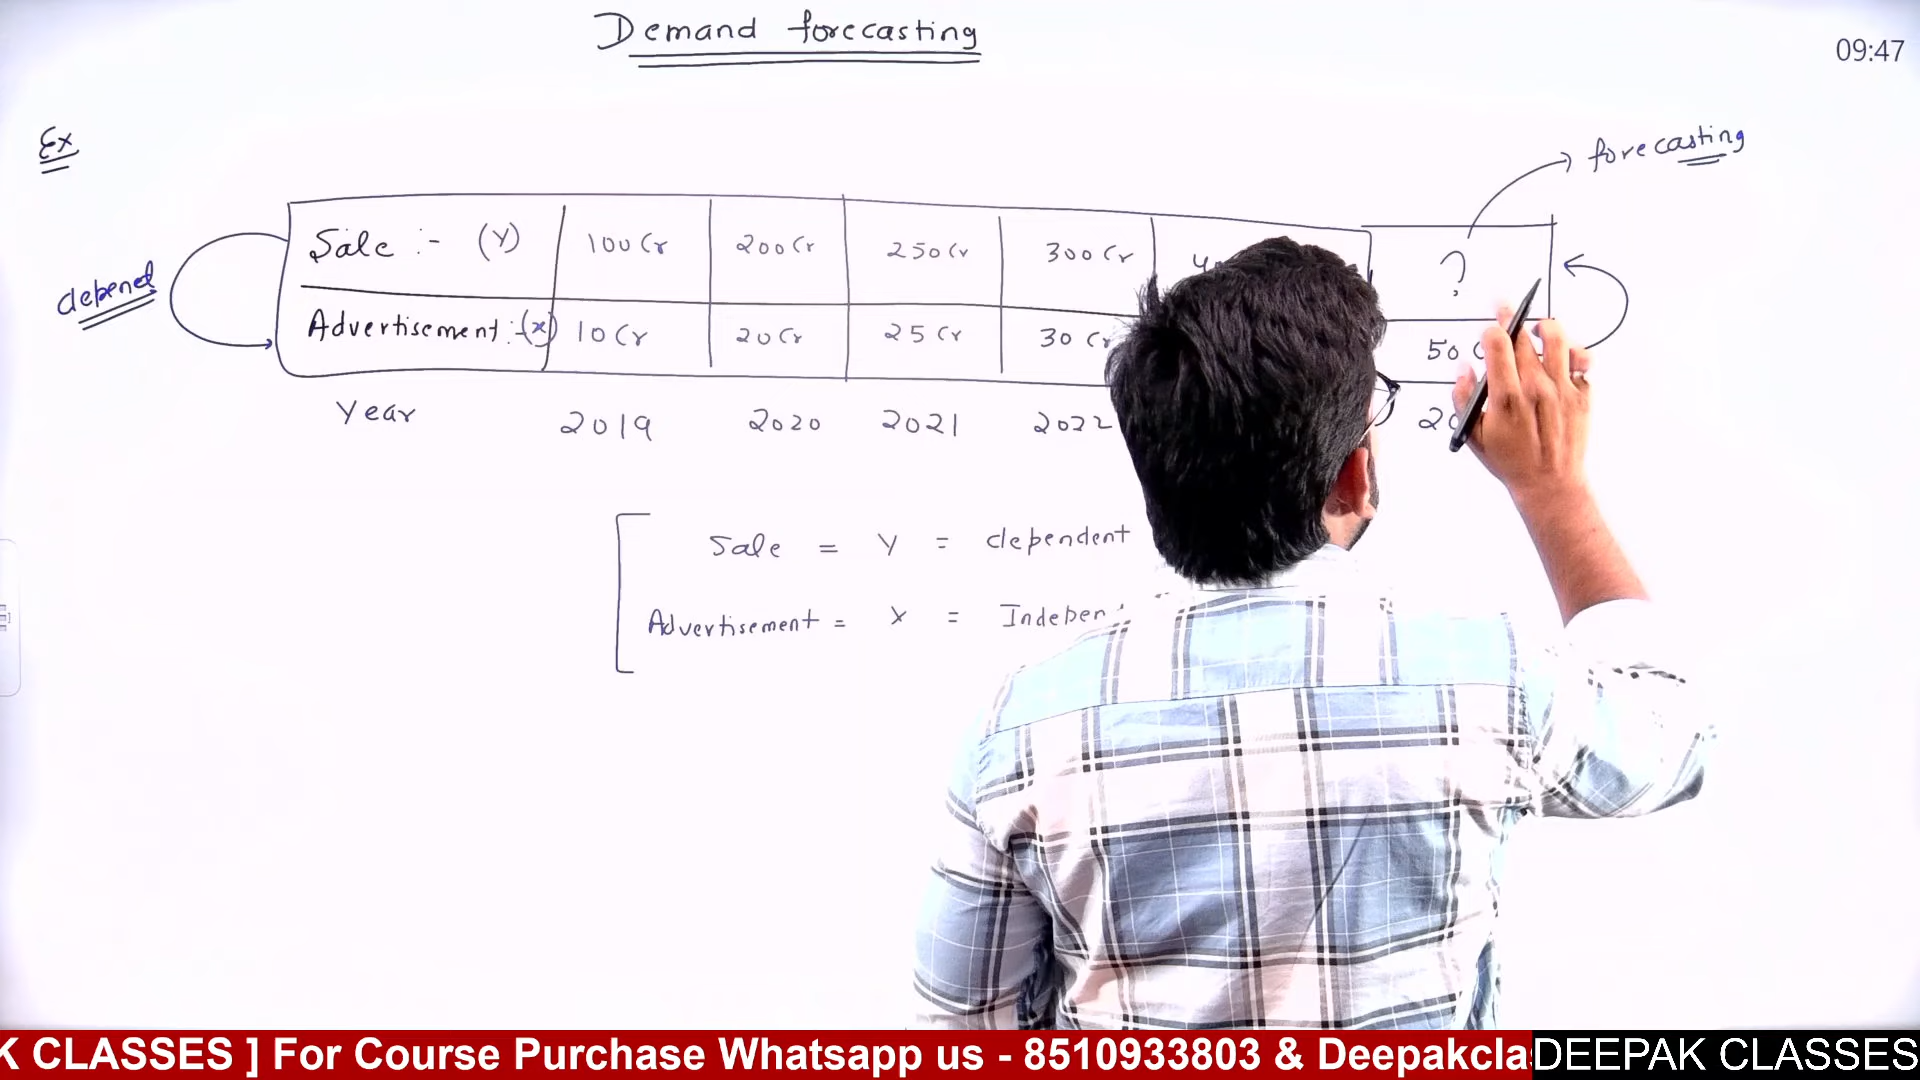 Demand forecasting
09:47
Ex
forecasting
Sale :- (Y) 100 Cr 200 Cr 250 Cr 300 Cr ?
depened
Advertisement :- (x) 10 Cr 20 Cr 25 Cr 30 Cr 50
Year 2019 2020 2021 2022
Sale = Y = dependent
Advertisement = X = Indepen
K CLASSES ] For Course Purchase Whatsapp us - 8510933803 & Deepakcla
DEEPAK CLASSES